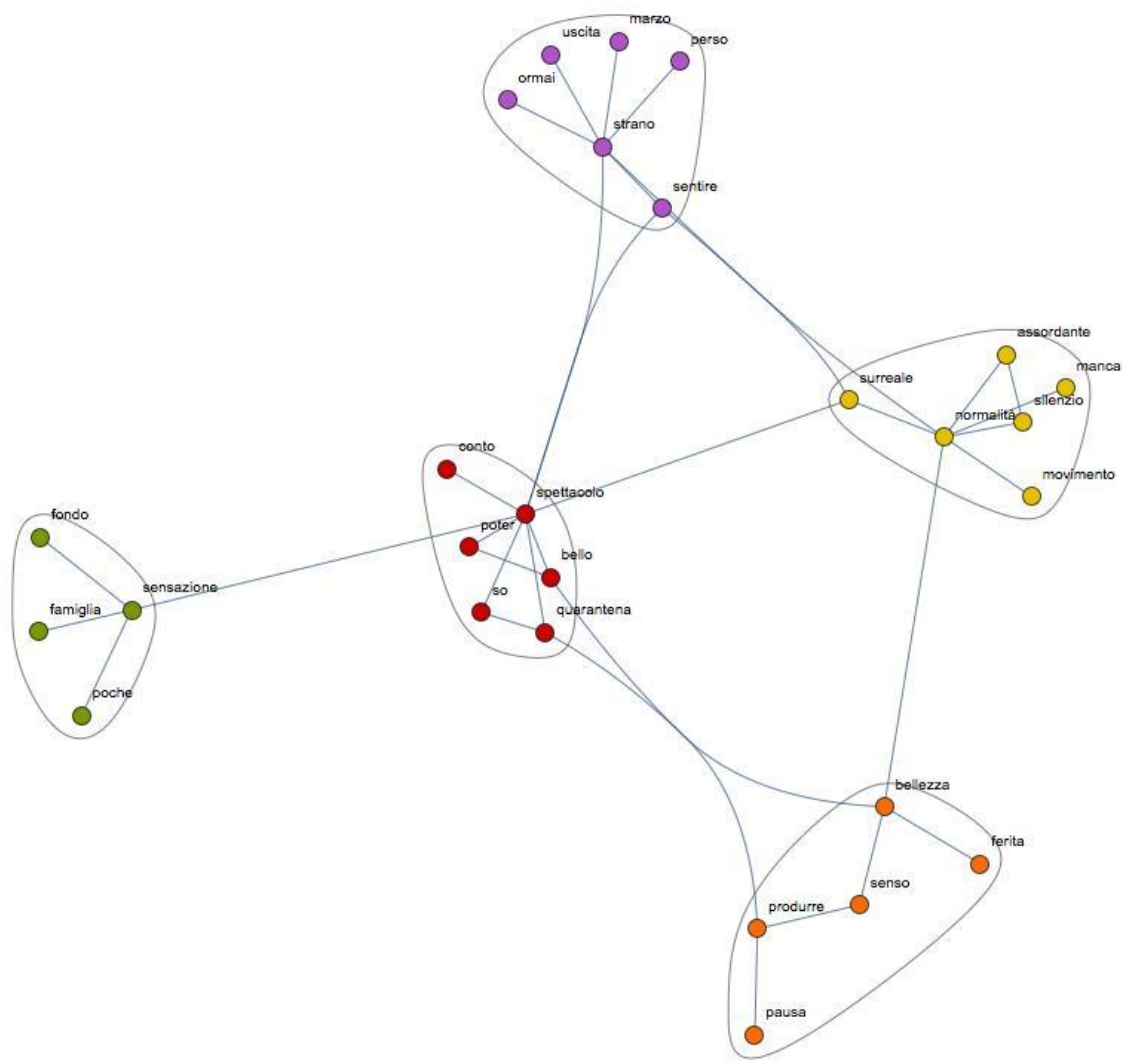 marzo
uscita
perso
ormai
strano
sentire
assordante
manca
surreale
silenzio
normalità
movimento
conto
spettacolo
poter
bello
so
quarantena
fondo
sensazione
famiglia
poche
bellezza
ferita
senso
produrre
pausa